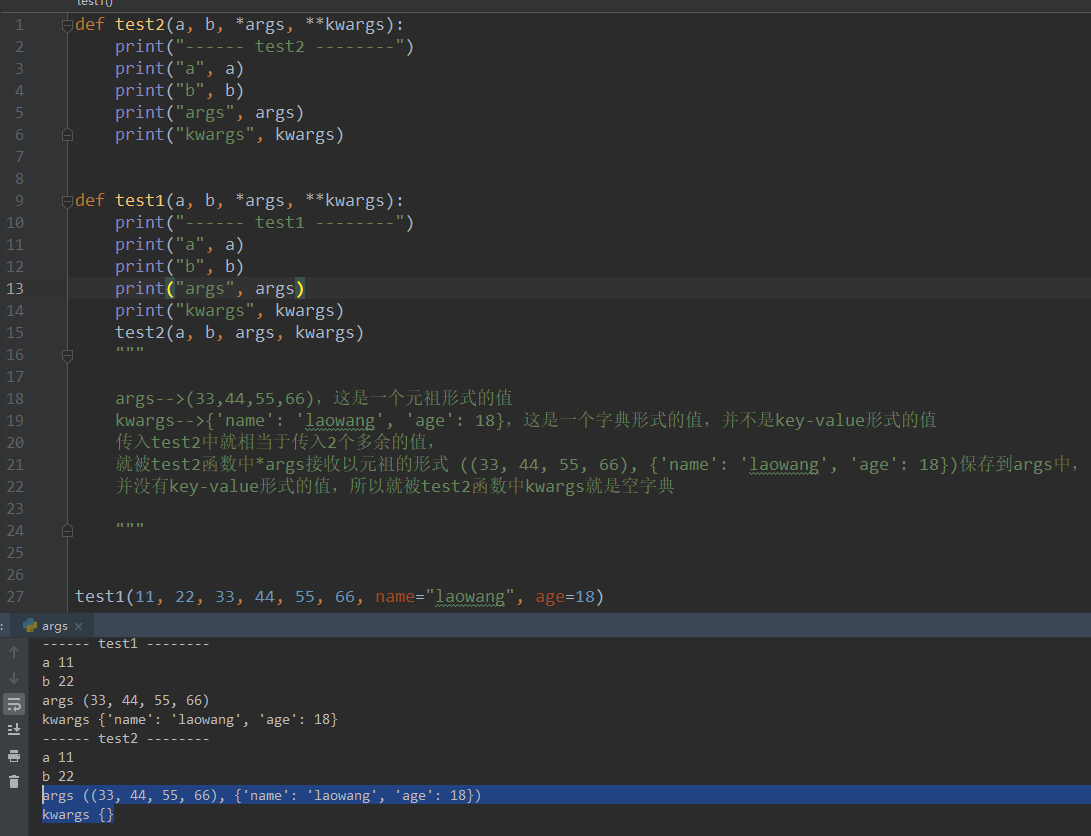 test1()
1 def test2(a, b, *args, **kwargs):
2     print("------ test2 --------")
3     print("a", a)
4     print("b", b)
5     print("args", args)
6     print("kwargs", kwargs)
7
8
9 def test1(a, b, *args, **kwargs):
10     print("------ test1 --------")
11     print("a", a)
12     print("b", b)
13     print("args", args)
14     print("kwargs", kwargs)
15     test2(a, b, args, kwargs)
16     """
17
18     args-->(33,44,55,66)，这是一个元祖形式的值
19     kwargs-->{'name': 'laowang', 'age': 18}，这是一个字典形式的值，并不是key-value形式的值
20     传入test2中就相当于传入2个多余的值，
21     就被test2函数中*args接收以元祖的形式 ((33, 44, 55, 66), {'name': 'laowang', 'age': 18})保存到args中，
22     并没有key-value形式的值，所以就被test2函数中kwargs就是空字典
23
24     """
25
26
27 test1(11, 22, 33, 44, 55, 66, name="laowang", age=18)
: args ×
------ test1 --------
a 11
b 22
args (33, 44, 55, 66)
kwargs {'name': 'laowang', 'age': 18}
------ test2 --------
a 11
b 22
args ((33, 44, 55, 66), {'name': 'laowang', 'age': 18})
kwargs {}